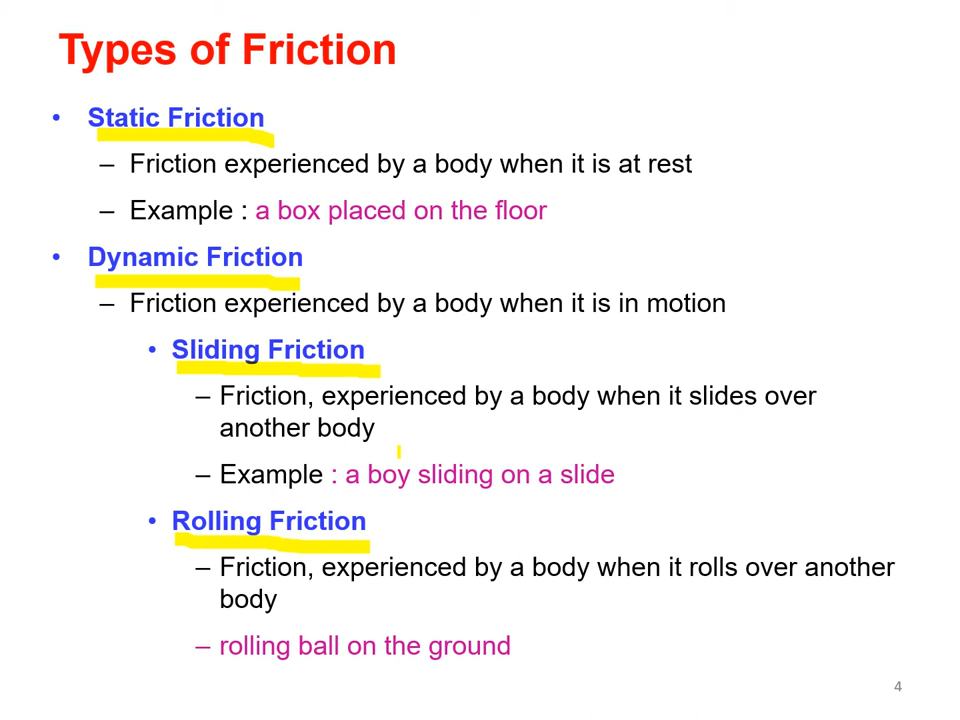 Types of Friction
• Static Friction
– Friction experienced by a body when it is at rest
– Example : a box placed on the floor
• Dynamic Friction
– Friction experienced by a body when it is in motion
• Sliding Friction
– Friction, experienced by a body when it slides over
another body
– Example : a boy sliding on a slide
• Rolling Friction
– Friction, experienced by a body when it rolls over another
body
– rolling ball on the ground
4